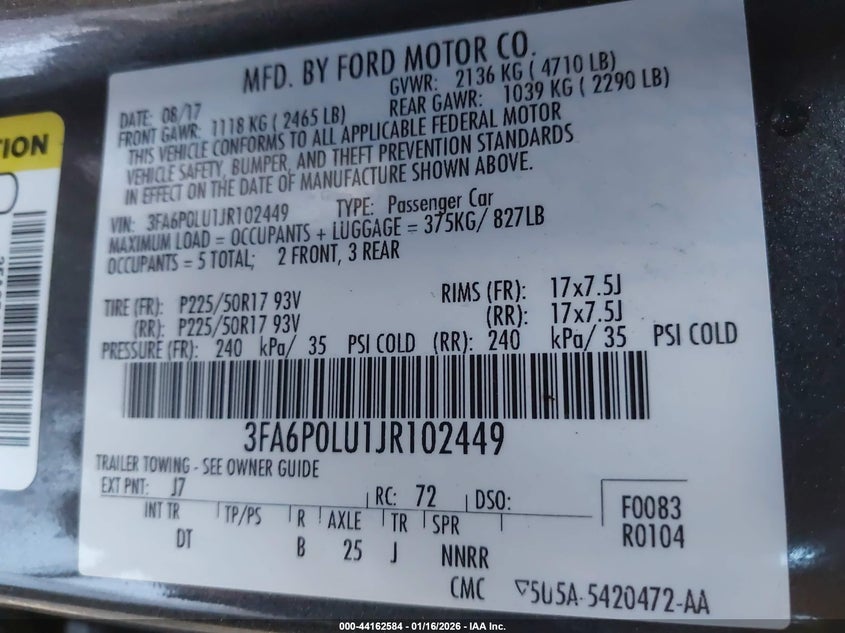 MFD. BY FORD MOTOR CO.
DATE: 08/17
GVWR: 2136 KG ( 4710 LB)
FRONT GAWR: 1118 KG ( 2465 LB)
REAR GAWR: 1039 KG ( 2290 LB)
THIS VEHICLE CONFORMS TO ALL APPLICABLE FEDERAL MOTOR
VEHICLE SAFETY, BUMPER, AND THEFT PREVENTION STANDARDS
IN EFFECT ON THE DATE OF MANUFACTURE SHOWN ABOVE.
VIN: 3FA6P0LU1JR102449 TYPE: Passenger Car
MAXIMUM LOAD = OCCUPANTS + LUGGAGE = 375KG/ 827LB
OCCUPANTS = 5 TOTAL; 2 FRONT, 3 REAR
TIRE (FR): P225/50R17 93V RIMS (FR): 17x7.5J
(RR): P225/50R17 93V (RR): 17x7.5J
PRESSURE (FR): 240 kPa/ 35 PSI COLD (RR): 240 kPa/ 35 PSI COLD
3FA6P0LU1JR102449
TRAILER TOWING - SEE OWNER GUIDE
EXT PNT: J7 RC: 72 DSO:
INT TR TP/PS R AXLE TR SPR
DT B 25 J NNRR
F0083
R0104
CMC 5U5A-5420472-AA
000-44162584 - 01/16/2026 - IAA Inc.